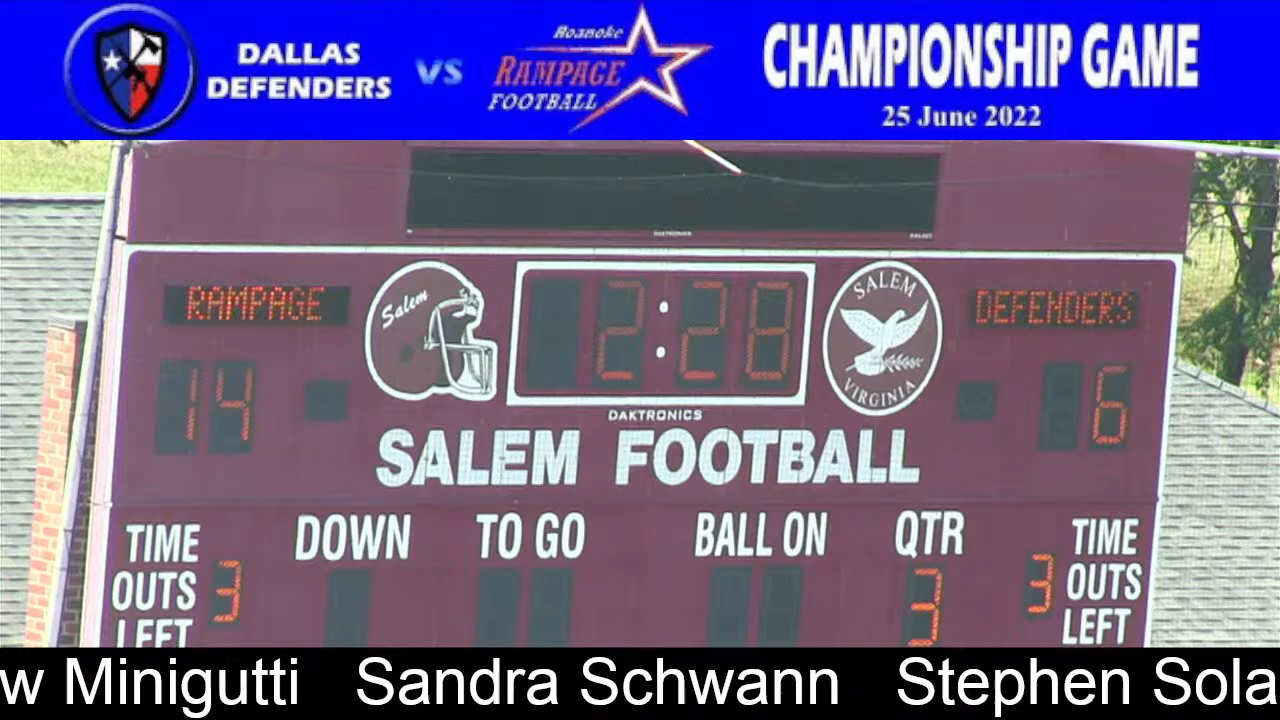 DALLAS
DEFENDERS
VS
Roanoke
RAMPAGE
FOOTBALL
CHAMPIONSHIP GAME
25 June 2022
DAKTRONICS
RAMPAGE
Salem
2:28
SALEM
VIRGINIA
DEFENDERS
14
6
DAKTRONICS
SALEM FOOTBALL
TIME
OUTS
LEFT
3
DOWN
TO GO
BALL ON
QTR
3
3
TIME
OUTS
LEFT
w Minigutti Sandra Schwann Stephen Sola